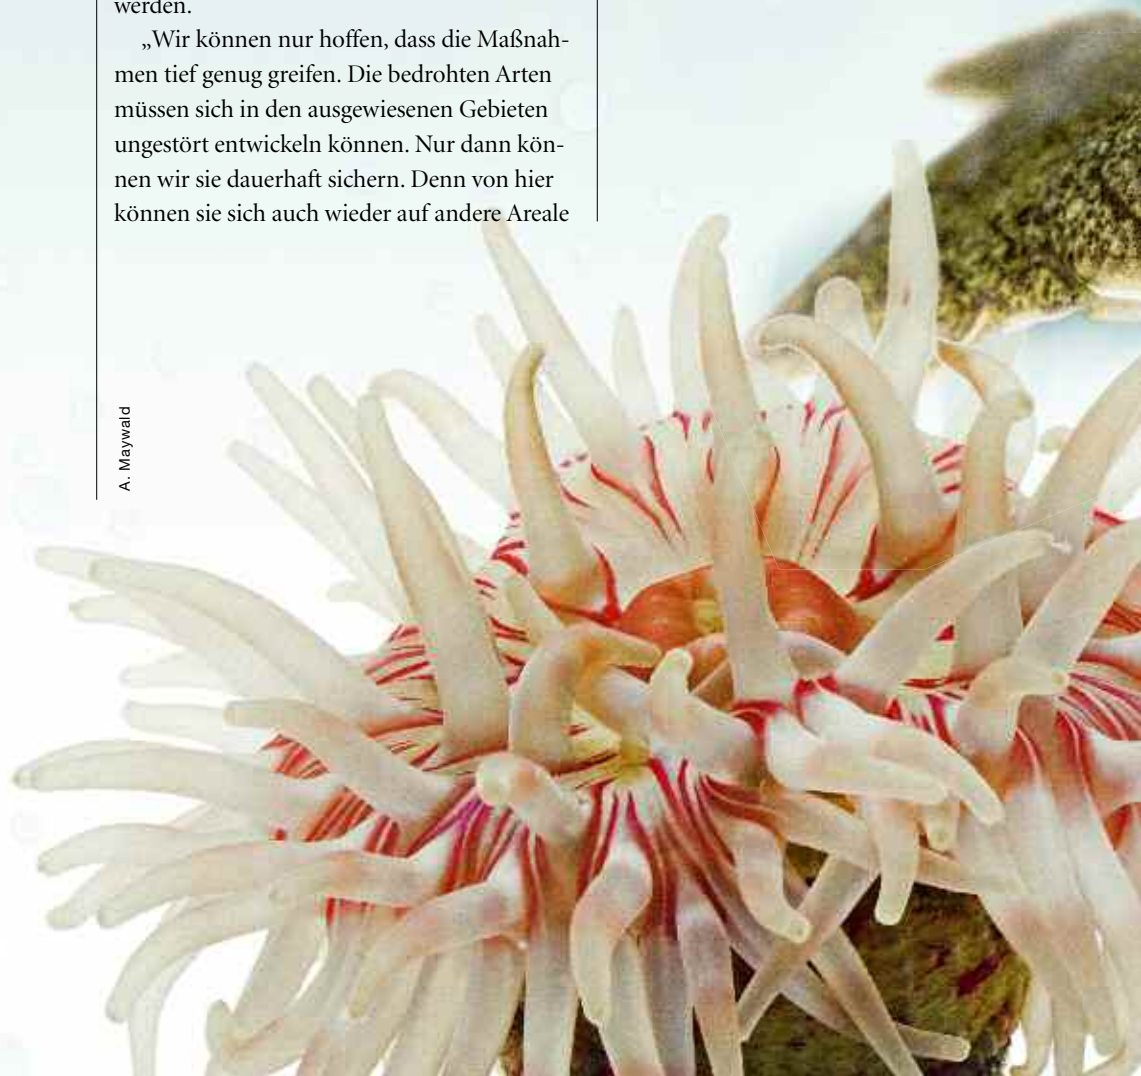 werden.
„Wir können nur hoffen, dass die Maßnah-
men tief genug greifen. Die bedrohten Arten
müssen sich in den ausgewiesenen Gebieten
ungestört entwickeln können. Nur dann kön-
nen wir sie dauerhaft sichern. Denn von hier
können sie sich auch wieder auf andere Areale
A. Maywald